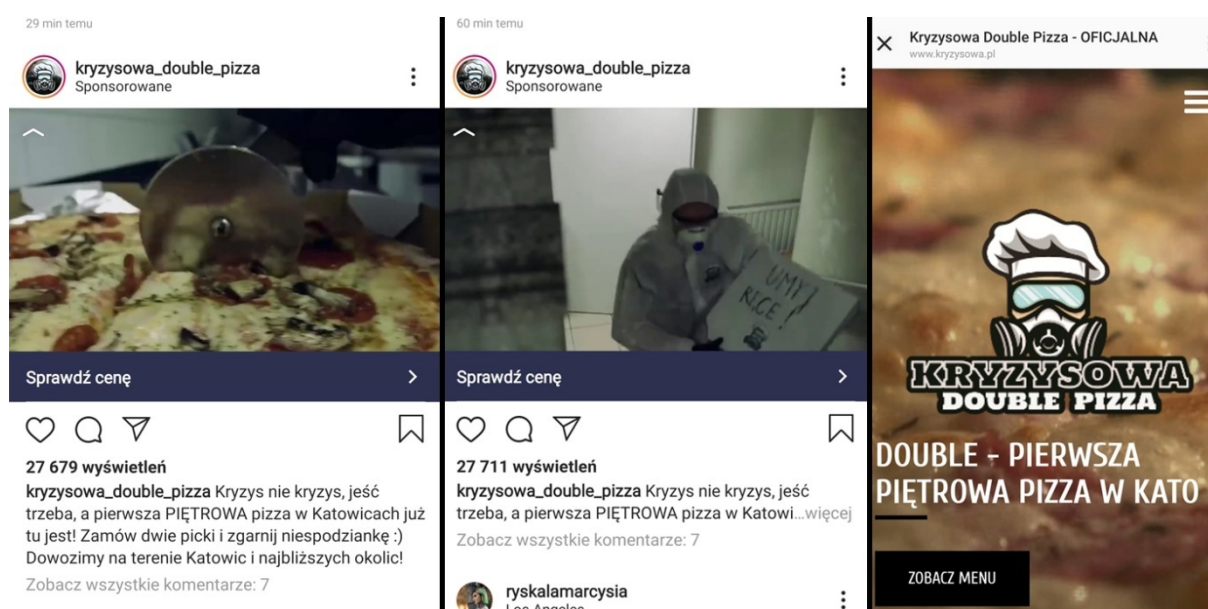 29 min temu
kryzysowa_double_pizza
Sponsorowane
Sprawdź cenę
27 679 wyświetleń
kryzysowa_double_pizza Kryzys nie kryzys, jeść
trzeba, a pierwsza PIĘTROWA pizza w Katowicach już
tu jest! Zamów dwie picki i zgarnij niespodziankę :)
Dowozimy na terenie Katowic i najbliższych okolic!
Zobacz wszystkie komentarze: 7
60 min temu
kryzysowa_double_pizza
Sponsorowane
UMYJ
RĘCE!
Sprawdź cenę
27 711 wyświetleń
kryzysowa_double_pizza Kryzys nie kryzys, jeść
trzeba, a pierwsza PIĘTROWA pizza w Katowi...więcej
Zobacz wszystkie komentarze: 7
ryskalamarcysia
Los Angeles
Kryzysowa Double Pizza - OFICJALNA
www.kryzysowa.pl
KRYZYSOWA
DOUBLE PIZZA
DOUBLE - PIERWSZA
PIĘTROWA PIZZA W KATO
ZOBACZ MENU